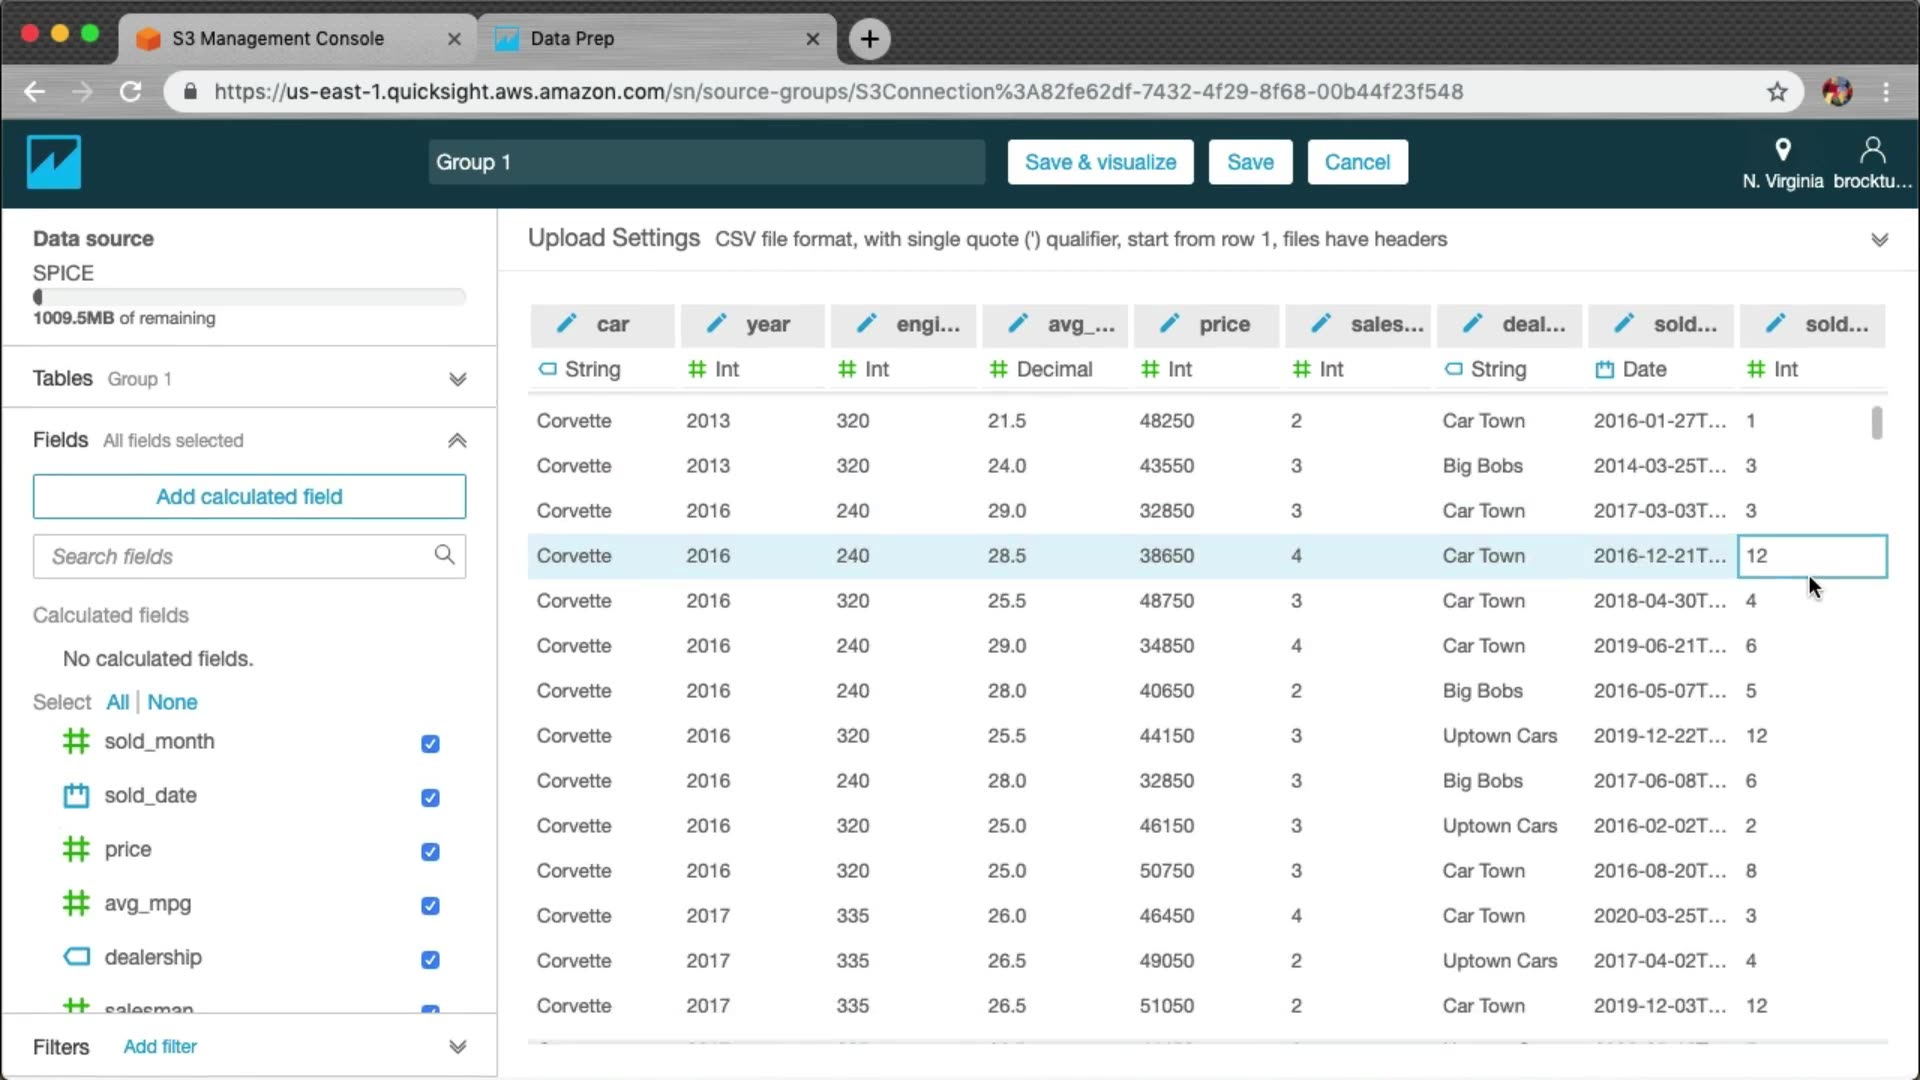 S3 Management Console
Data Prep
https://us-east-1.quicksight.aws.amazon.com/sn/source-groups/S3Connection%3A82fe62df-7432-4f29-8f68-00b44f23f548
Group 1
Save & visualize
Save
Cancel
N. Virginia
brocktu...
Data source
SPICE
1009.5MB of remaining
Tables Group 1
Fields All fields selected
Add calculated field
Search fields
Calculated fields
No calculated fields.
Select All | None
sold_month
sold_date
price
avg_mpg
dealership
salesman
Filters Add filter
Upload Settings CSV file format, with single quote (') qualifier, start from row 1, files have headers
car year engi... avg_... price sales... deal... sold... sold...
String Int Int Decimal Int Int String Date Int
Corvette 2013 320 21.5 48250 2 Car Town 2016-01-27T... 1
Corvette 2013 320 24.0 43550 3 Big Bobs 2014-03-25T... 3
Corvette 2016 240 29.0 32850 3 Car Town 2017-03-03T... 3
Corvette 2016 240 28.5 38650 4 Car Town 2016-12-21T... 12
Corvette 2016 320 25.5 48750 3 Car Town 2018-04-30T... 4
Corvette 2016 240 29.0 34850 4 Car Town 2019-06-21T... 6
Corvette 2016 240 28.0 40650 2 Big Bobs 2016-05-07T... 5
Corvette 2016 320 25.5 44150 3 Uptown Cars 2019-12-22T... 12
Corvette 2016 240 28.0 32850 3 Big Bobs 2017-06-08T... 6
Corvette 2016 320 25.0 46150 3 Uptown Cars 2016-02-02T... 2
Corvette 2016 320 25.0 50750 3 Car Town 2016-08-20T... 8
Corvette 2017 335 26.0 46450 4 Car Town 2020-03-25T... 3
Corvette 2017 335 26.5 49050 2 Uptown Cars 2017-04-02T... 4
Corvette 2017 335 26.5 51050 2 Car Town 2019-12-03T... 12